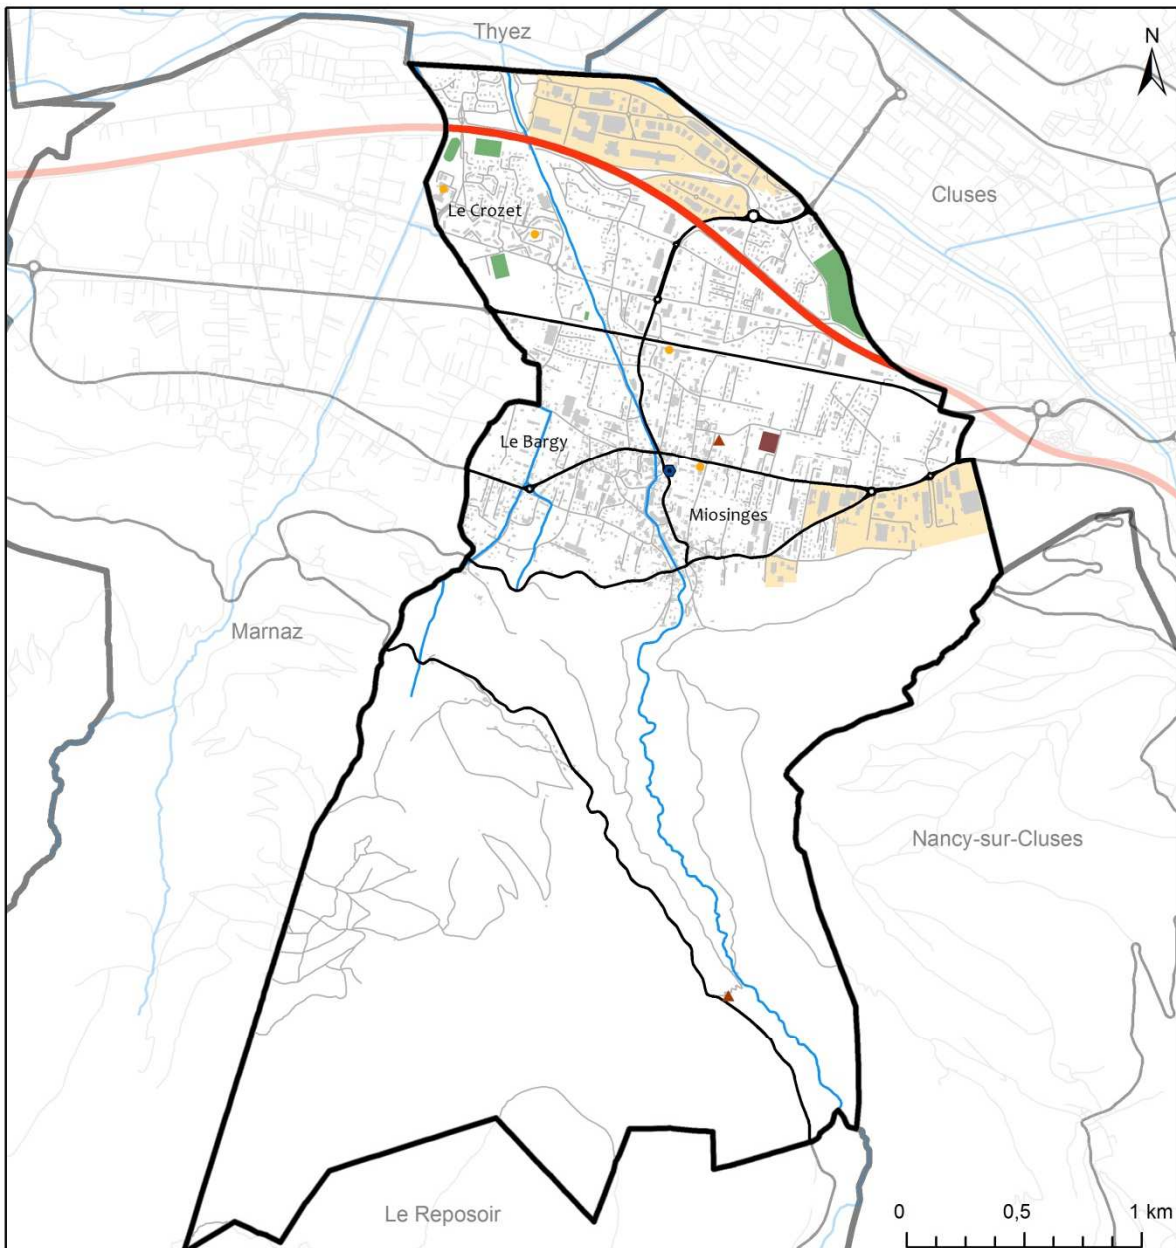 Thyez
N
Cluses
Le Crozet
Le Bargy
Miosinges
Marnaz
Nancy-sur-Cluses
Le Reposoir
0 0,5 1 km